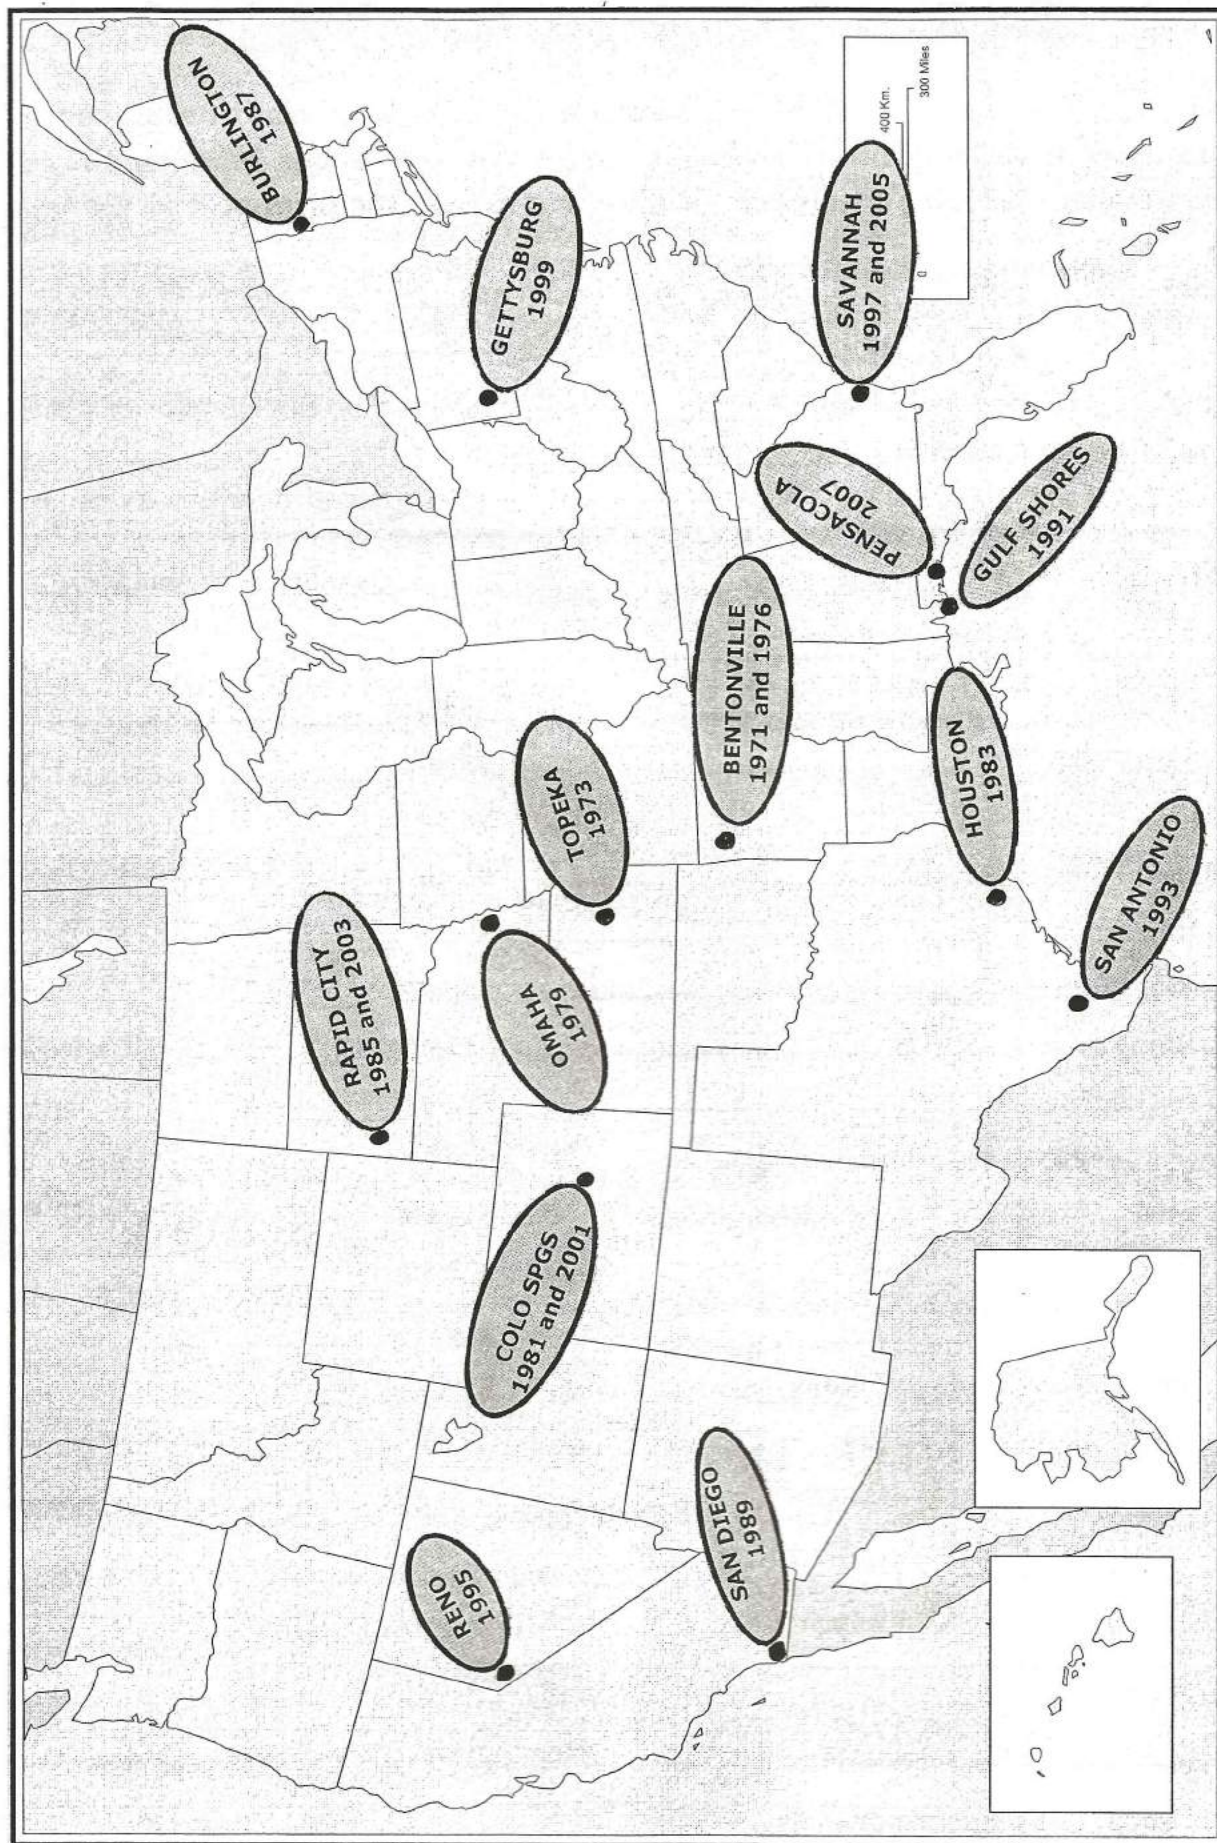 BURLINGTON
1987
GETTYSBURG
1999
SAVANNAH
1997 and 2005
400 Km.
0
300 Miles
PENSACOLA
2007
GULF SHORES
1991
BENTONVILLE
1971 and 1976
HOUSTON
1983
SAN ANTONIO
1993
TOPEKA
1973
OMAHA
1979
RAPID CITY
1985 and 2003
COLO SPGS
1981 and 2001
SAN DIEGO
1989
RENO
1995